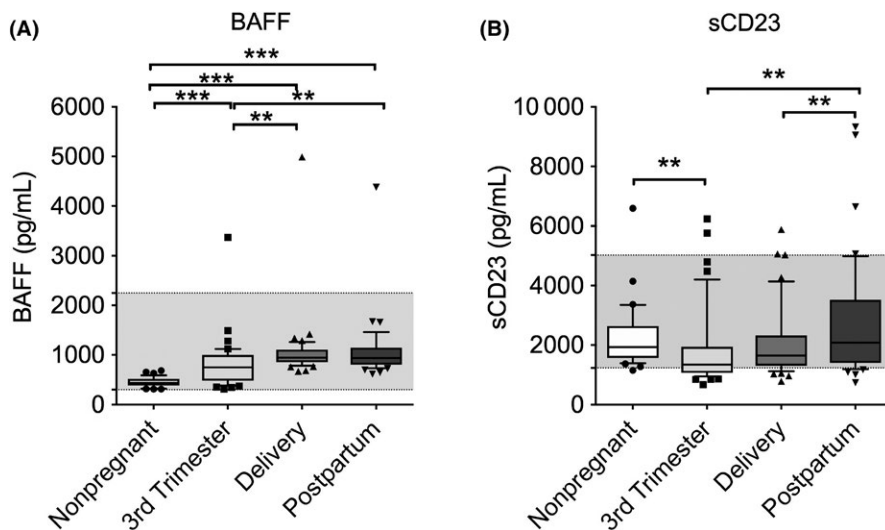 (A)
BAFF
***
***
***
**
**
BAFF (pg/mL)
6000
5000
4000
3000
2000
1000
0
Nonpregnant
3rd Trimester
Delivery
Postpartum
(B)
sCD23
**
**
**
sCD23 (pg/mL)
10 000
8000
6000
4000
2000
0
Nonpregnant
3rd Trimester
Delivery
Postpartum